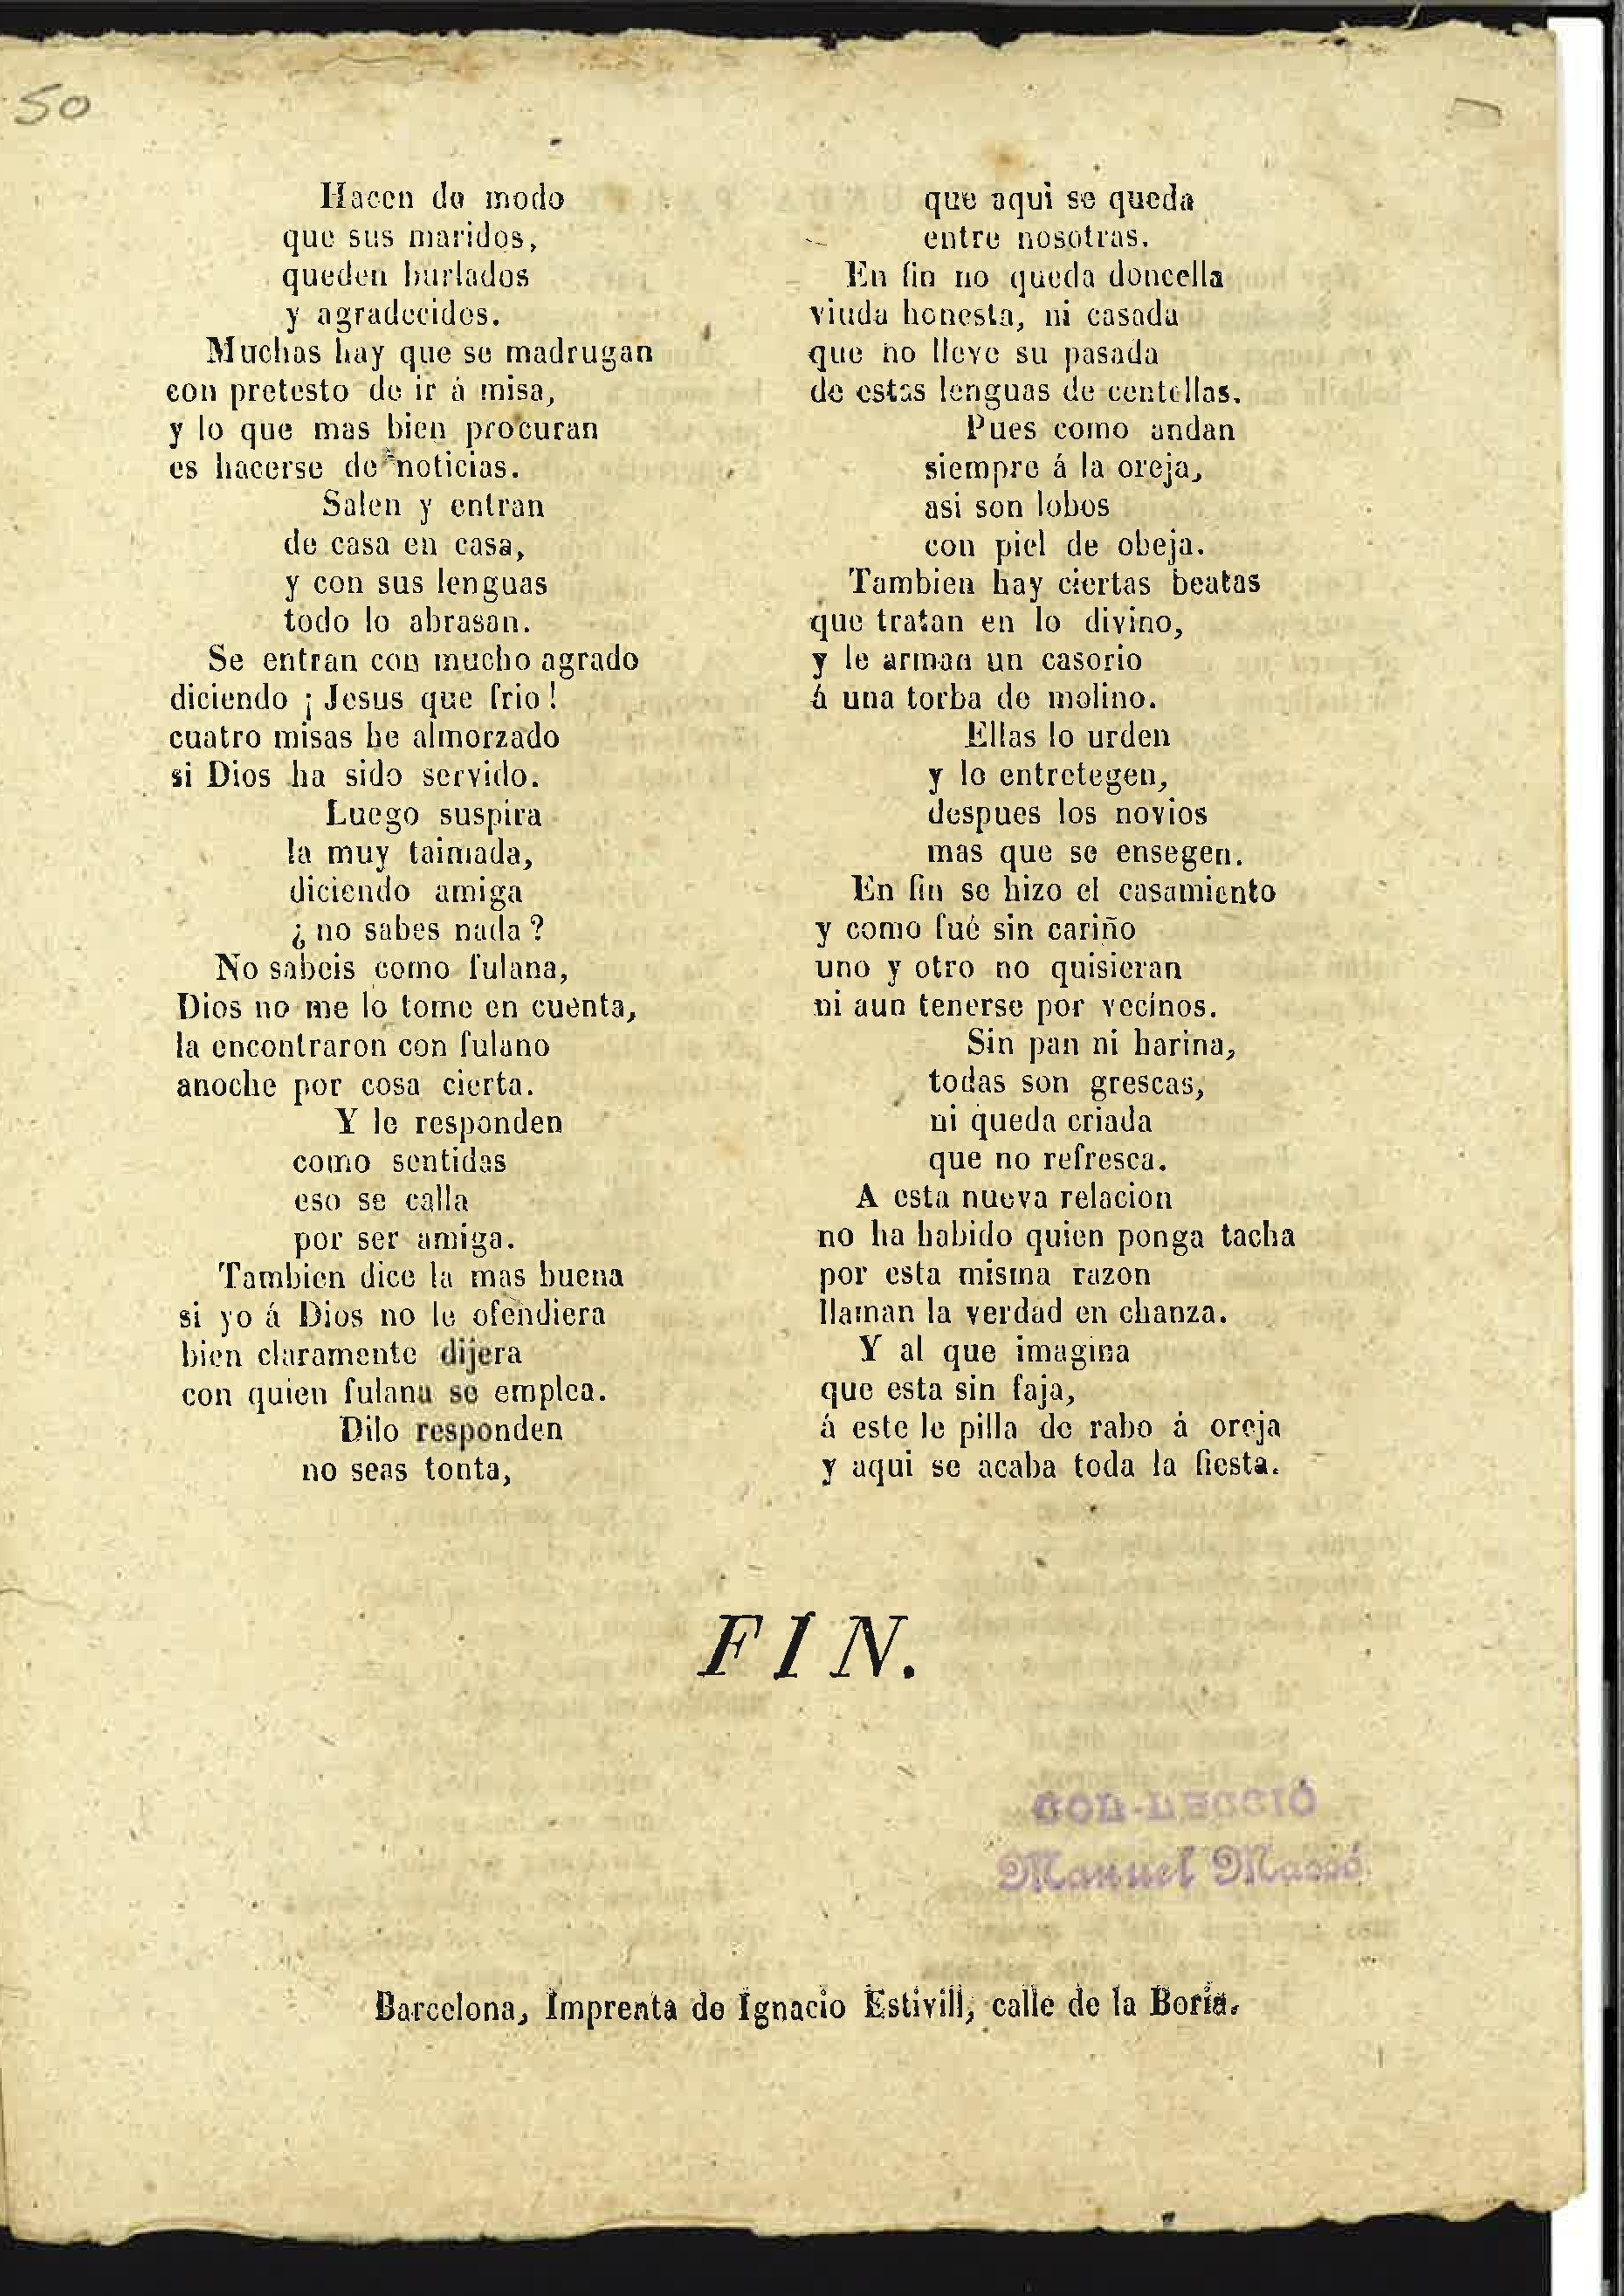 50
Hacen de modo
que sus maridos,
queden burlados
y agradecidos.
Muchas hay que se madrugan
con pretesto de ir á misa,
y lo que mas bien procuran
es hacerse de noticias.
Salen y entran
de casa en casa,
y con sus lenguas
todo lo abrasan.
Se entran con mucho agrado
diciendo ¡ Jesus que frio !
cuatro misas he almorzado
si Dios ha sido servido.
Luego suspira
la muy taimada,
diciendo amiga
¿ no sabes nada ?
No sabeis como fulana,
Dios no me lo tome en cuenta,
la encontraron con fulano
anoche por cosa cierta.
Y le responden
como sentidas
eso se calla
por ser amiga.
Tambien dice la mas buena
si yo á Dios no le ofendiera
bien claramente dijera
con quien fulana se emplea.
Dilo responden
no seas tonta,
que aqui se queda
entre nosotras.
En fin no queda doncella
viuda honesta, ni casada
que no lleve su pasada
de estas lenguas de centellas.
Pues como andan
siempre á la oreja,
asi son lobos
con piel de obeja.
Tambien hay ciertas beatas
que tratan en lo divino,
y le arman un casorio
á una torba de molino.
Ellas lo urden
y lo entretegen,
despues los novios
mas que se ensegen.
En fin se hizo el casamiento
y como fué sin cariño
uno y otro no quisieran
ni aun tenerse por vecinos.
Sin pan ni harina,
todas son grescas,
ni queda criada
que no refresca.
A esta nueva relacion
no ha habido quien ponga tacha
por esta misma razon
llaman la verdad en chanza.
Y al que imagina
que esta sin faja,
á este le pilla de rabo á oreja
y aqui se acaba toda la fiesta.
FIN.
COL-LECCIÓ
Manuel Massó
Barcelona, Imprenta de Ignacio Estivill, calle de la Boria.